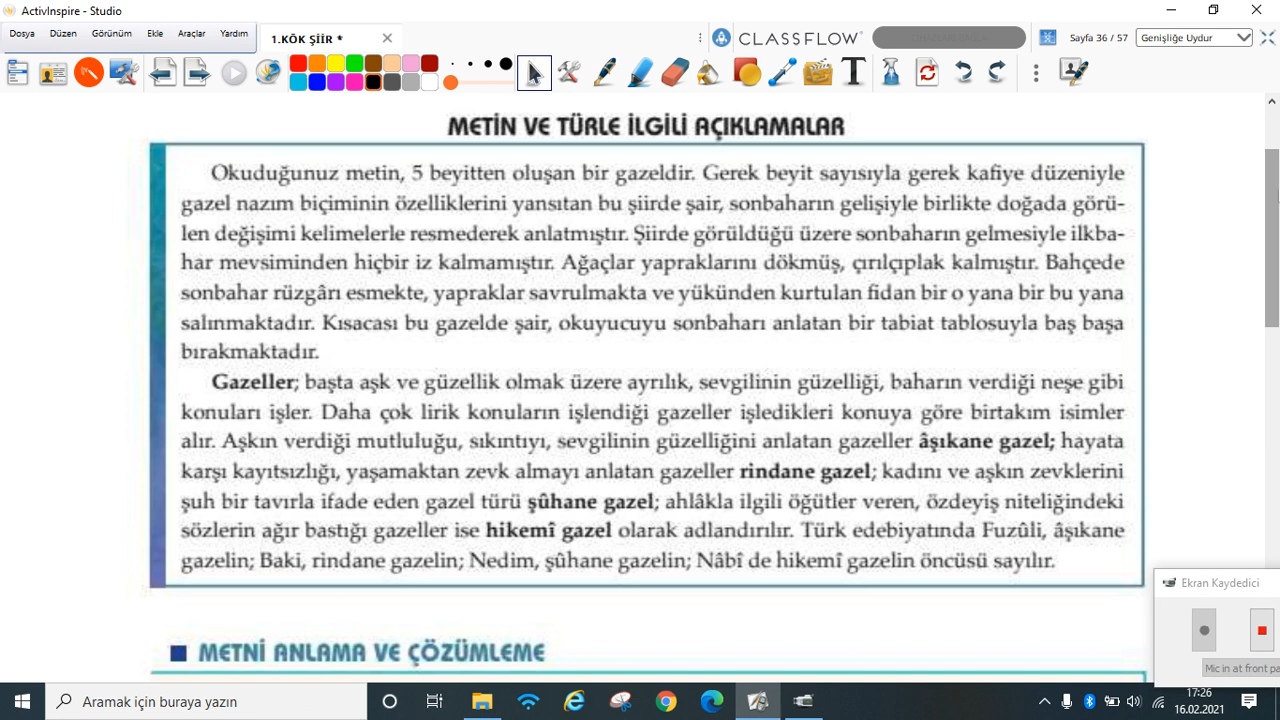 ActivInspire - Studio
Dosya Düzen Görünüm Ekle Araçlar Yardım
1.KÖK ŞİİR *
CLASSFLOW
Sayfa 36 / 57
Genişliğe Uydur
METİN VE TÜRLE İLGİLİ AÇIKLAMALAR
Okuduğunuz metin, 5 beyitten oluşan bir gazeldir. Gerek beyit sayısıyla gerek kafiye düzeniyle
gazel nazım biçiminin özelliklerini yansıtan bu şiirde şair, sonbaharın gelişiyle birlikte doğada görü-
len değişimi kelimelerle resmederek anlatmıştır. Şiirde görüldüğü üzere sonbaharın gelmesiyle ilkba-
har mevsiminden hiçbir iz kalmamıştır. Ağaçlar yapraklarını dökmüş, çırılçıplak kalmıştır. Bahçede
sonbahar rüzgârı esmekte, yapraklar savrulmakta ve yükünden kurtulan fidan bir o yana bir bu yana
salınmaktadır. Kısacası bu gazelde şair, okuyucuyu sonbaharı anlatan bir tabiat tablosuyla baş başa
bırakmaktadır.
Gazeller; başta aşk ve güzellik olmak üzere ayrılık, sevgilinin güzelliği, baharın verdiği neşe gibi
konuları işler. Daha çok lirik konuların işlendiği gazeller işledikleri konuya göre birtakım isimler
alır. Aşkın verdiği mutluluğu, sıkıntıyı, sevgilinin güzelliğini anlatan gazeller âşıkane gazel; hayata
karşı kayıtsızlığı, yaşamaktan zevk almayı anlatan gazeller rindane gazel; kadını ve aşkın zevklerini
şuh bir tavırla ifade eden gazel türü şûhane gazel; ahlâkla ilgili öğütler veren, özdeyiş niteliğindeki
sözlerin ağır bastığı gazeller ise hikemî gazel olarak adlandırılır. Türk edebiyatında Fuzûli, âşıkane
gazelin; Baki, rindane gazelin; Nedim, şûhane gazelin; Nâbî de hikemî gazelin öncüsü sayılır.
Ekran Kaydedici
Mic in at front pa
METNİ ANLAMA VE ÇÖZÜMLEME
Aramak için buraya yazın
17:26
16.02.2021